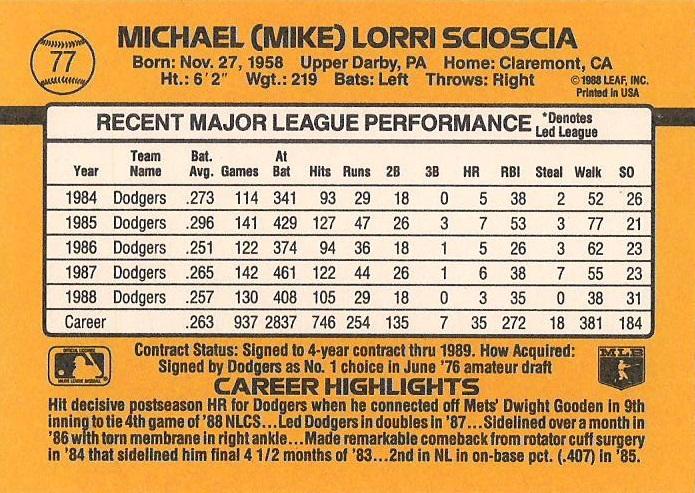 77
MICHAEL (MIKE) LORRI SCIOSCIA
Born: Nov. 27, 1958 Upper Darby, PA Home: Claremont, CA
Ht.: 6'2" Wgt.: 219 Bats: Left Throws: Right
©1988 LEAF, INC.
Printed in USA
RECENT MAJOR LEAGUE PERFORMANCE *Denotes Led League
Year Team Name Bat. Avg. Games At Bat Hits Runs 2B 3B HR RBI Steal Walk SO
1984 Dodgers .273 114 341 93 29 18 0 5 38 2 52 26
1985 Dodgers .296 141 429 127 47 26 3 7 53 3 77 21
1986 Dodgers .251 122 374 94 36 18 1 5 26 3 62 23
1987 Dodgers .265 142 461 122 44 26 1 6 38 7 55 23
1988 Dodgers .257 130 408 105 29 18 0 3 35 0 38 31
Career .263 937 2837 746 254 135 7 35 272 18 381 184
Contract Status: Signed to 4-year contract thru 1989. How Acquired:
Signed by Dodgers as No. 1 choice in June '76 amateur draft
MLB
CAREER HIGHLIGHTS
Hit decisive postseason HR for Dodgers when he connected off Mets' Dwight Gooden in 9th
inning to tie 4th game of '88 NLCS...Led Dodgers in doubles in '87...Sidelined over a month in
'86 with torn membrane in right ankle...Made remarkable comeback from rotator cuff surgery
in '84 that sidelined him final 4 1/2 months of '83...2nd in NL in on-base pct. (.407) in '85.